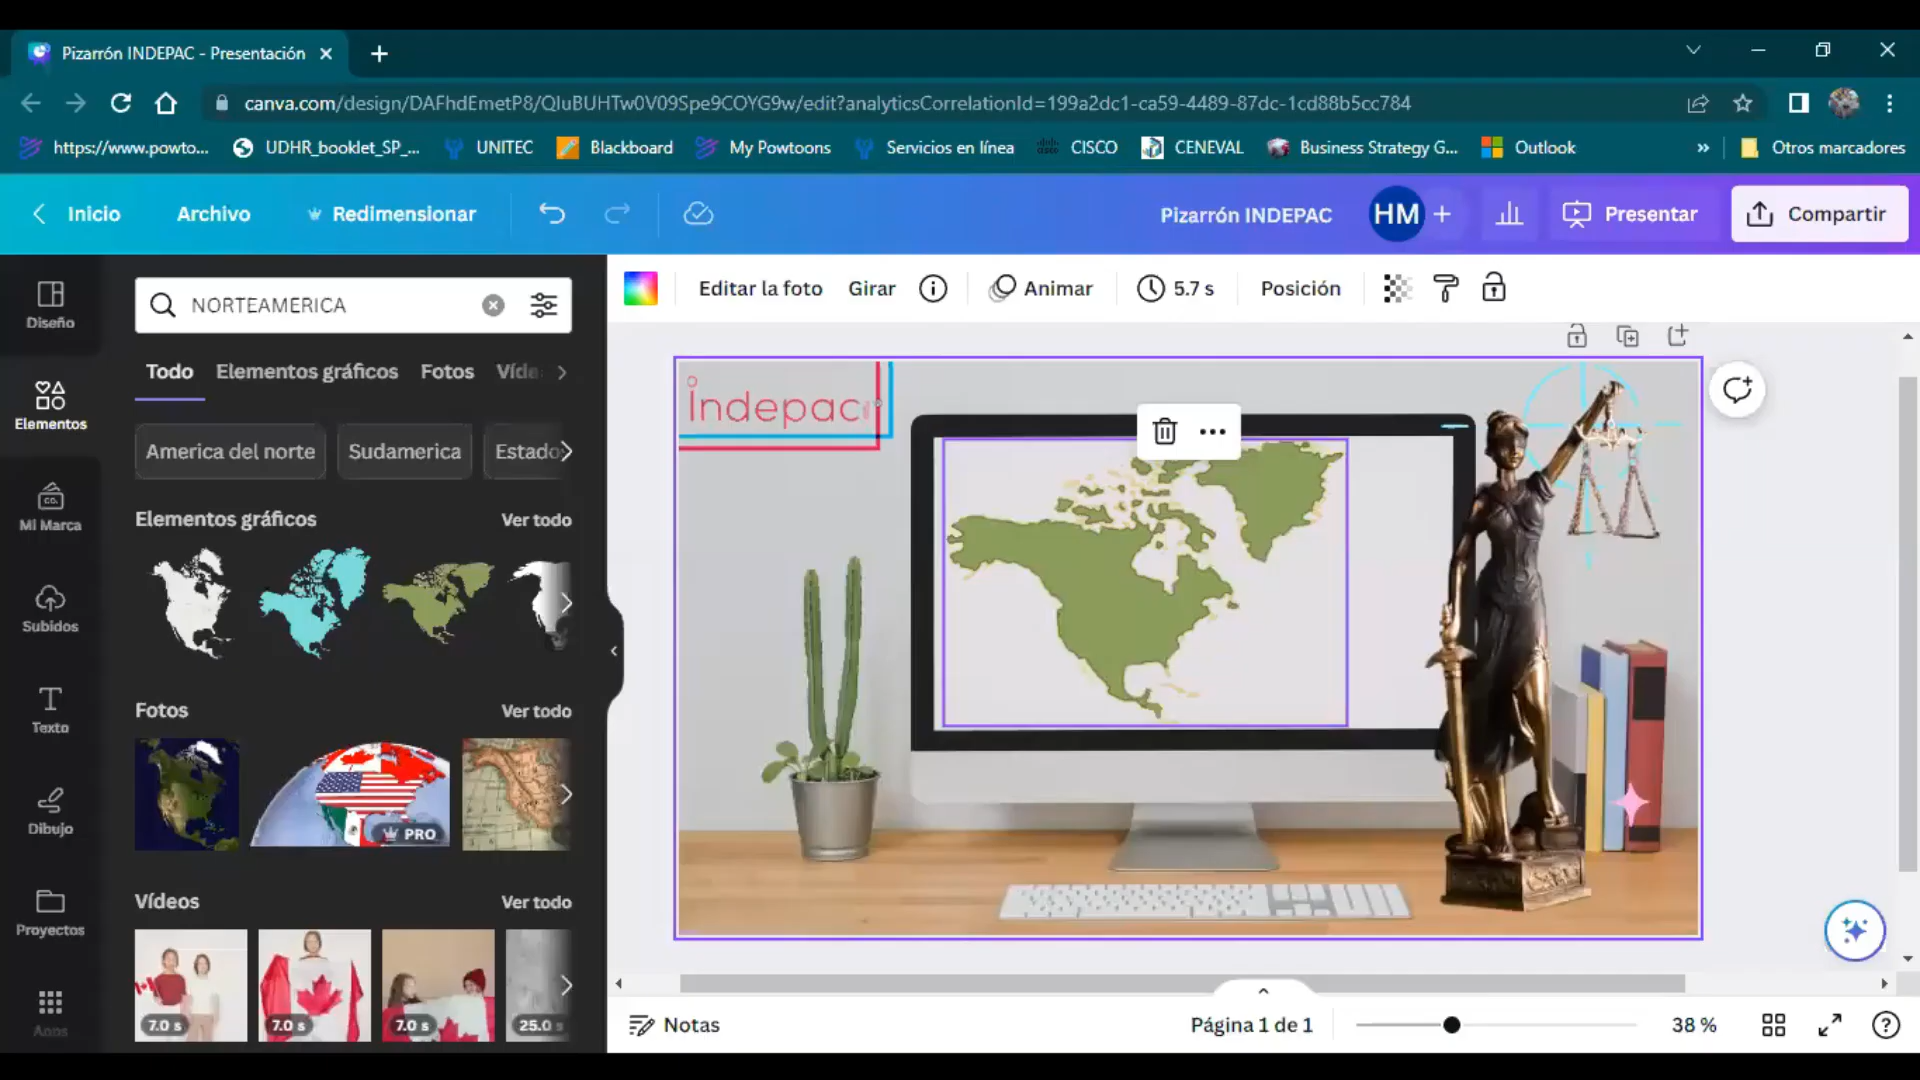 Pizarrón INDEPAC - Presentación
canva.com/design/DAFhdEmetP8/QIuBUHTw0V09Spe9COYG9w/edit?analyticsCorrelationId=199a2dc1-ca59-4489-87dc-1cd88b5cc784
https://www.powto... UDHR_booklet_SP_... UNITEC Blackboard My Powtoons Servicios en línea CISCO CENEVAL Business Strategy G... Outlook » Otros marcadores
Inicio Archivo Redimensionar Pizarrón INDEPAC HM + Presentar Compartir
NORTEAMERICA
Editar la foto Girar Animar 5.7 s Posición
Diseño
Todo Elementos gráficos Fotos Víde
Elementos
America del norte Sudamerica Estado
Indepac
Mi Marca
Elementos gráficos Ver todo
Subidos
Fotos Ver todo
Texto
PRO
Dibujo
Vídeos Ver todo
Proyectos
7.0 s 7.0 s 7.0 s 25.0 s
Apps
Notas Página 1 de 1 38 %